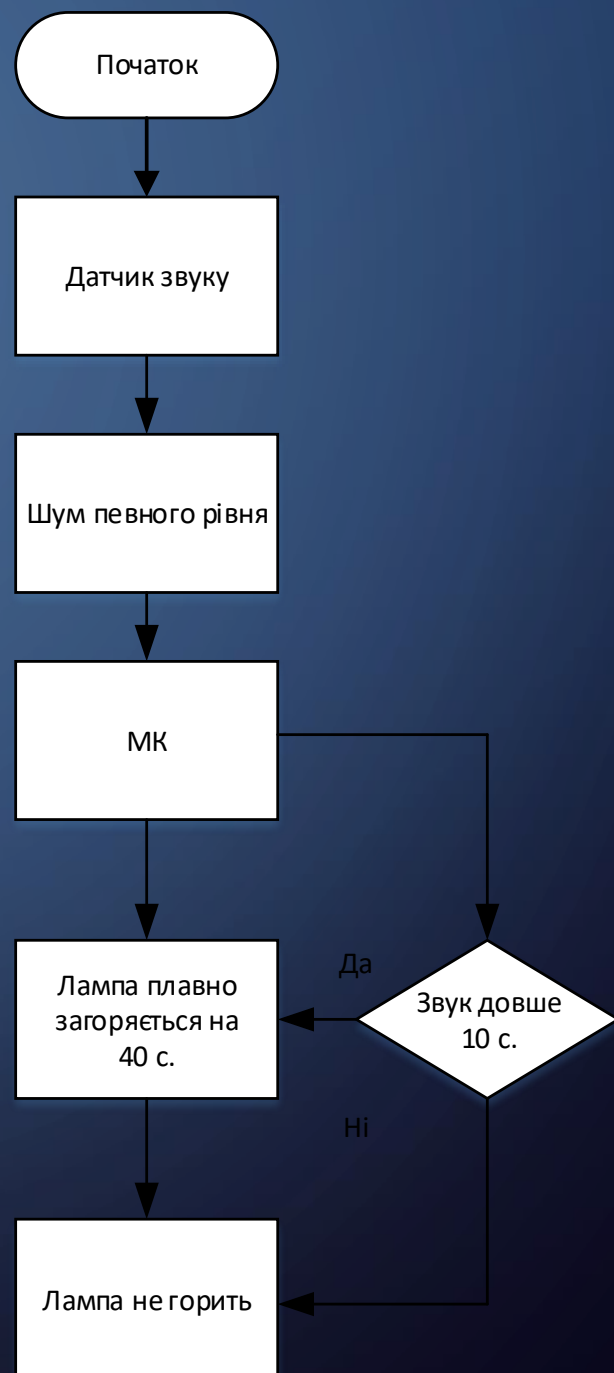 Початок
Датчик звуку
Шум певного рівня
МК
Да
Лампа плавно
загоряється на
40 с.
Звук довше
10 с.
Ні
Лампа не горить